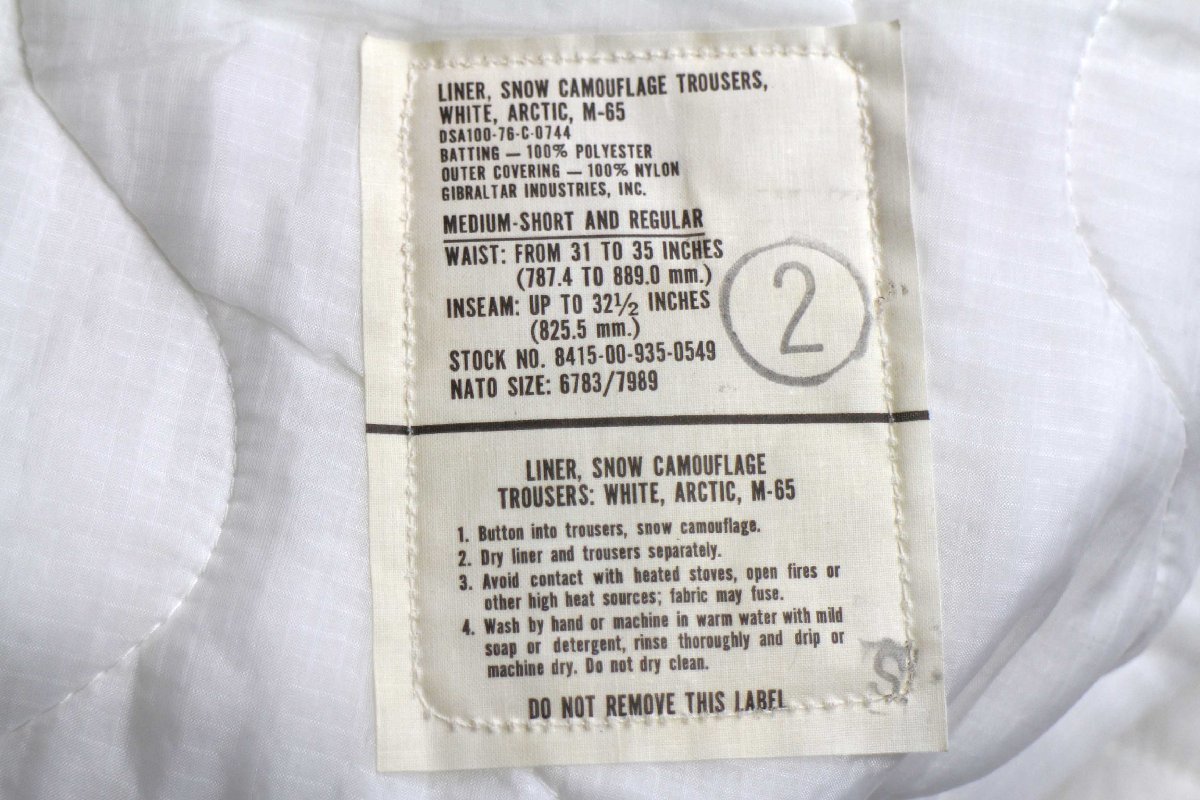 LINER, SNOW CAMOUFLAGE TROUSERS,
WHITE, ARCTIC, M-65
DSA100-76-C-0744
BATTING — 100% POLYESTER
OUTER COVERING — 100% NYLON
GIBRALTAR INDUSTRIES, INC.
MEDIUM-SHORT AND REGULAR
WAIST: FROM 31 TO 35 INCHES
(787.4 TO 889.0 mm.)
INSEAM: UP TO 32½ INCHES
(825.5 mm.)
STOCK NO. 8415-00-935-0549
NATO SIZE: 6783/7989
2
LINER, SNOW CAMOUFLAGE
TROUSERS: WHITE, ARCTIC, M-65
1. Button into trousers, snow camouflage.
2. Dry liner and trousers separately.
3. Avoid contact with heated stoves, open fires or
other high heat sources; fabric may fuse.
4. Wash by hand or machine in warm water with mild
soap or detergent, rinse thoroughly and drip or
machine dry. Do not dry clean.
S
DO NOT REMOVE THIS LABEL